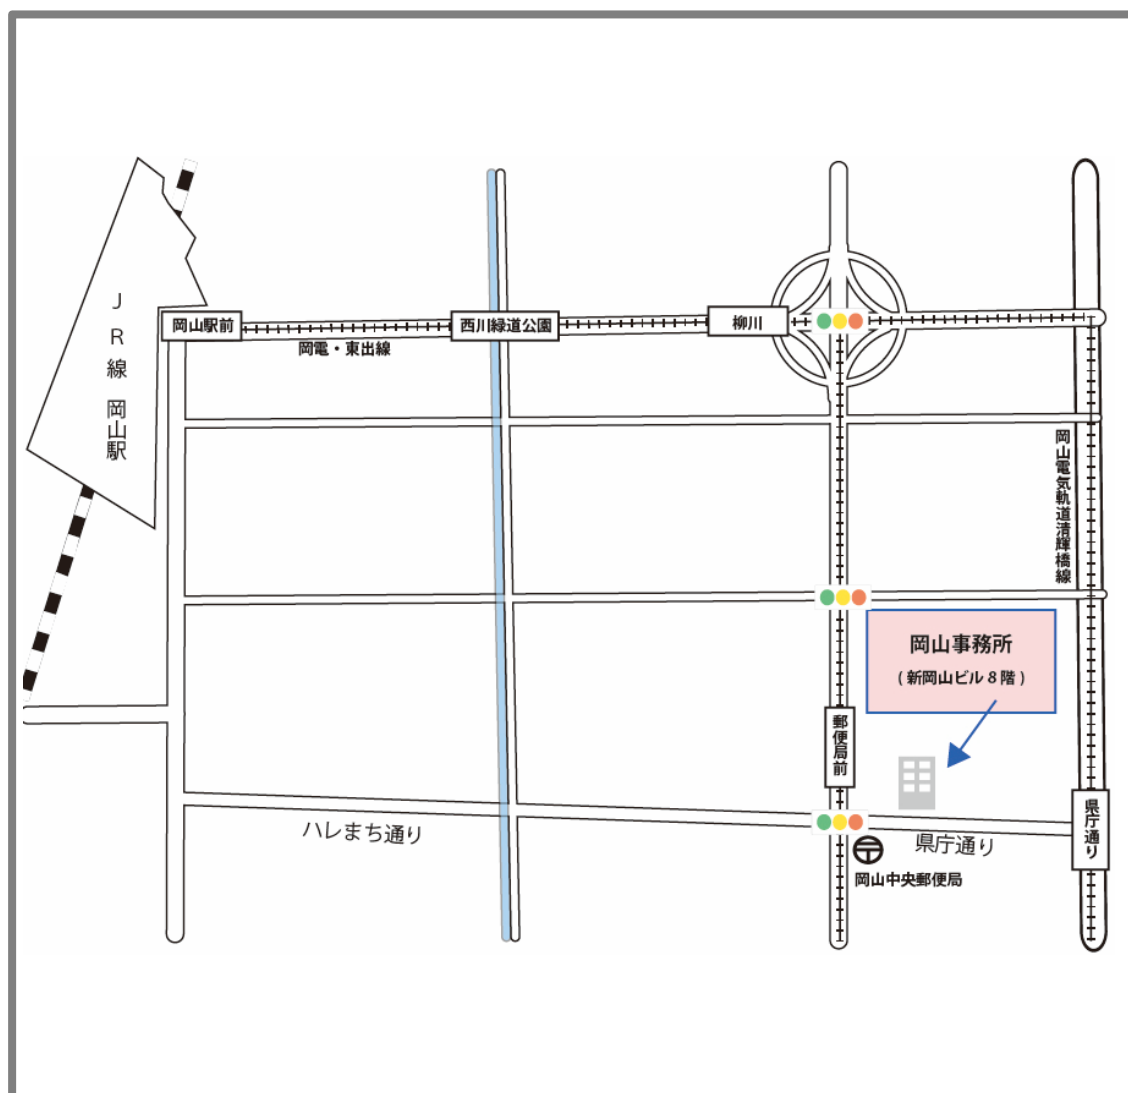 JR線 岡山駅
岡山駅前
西川緑道公園
柳川
岡電・東出線
岡山電気軌道清輝橋線
岡山事務所
(新岡山ビル8階)
郵便局前
県庁通り
ハレまち通り
県庁通り
岡山中央郵便局